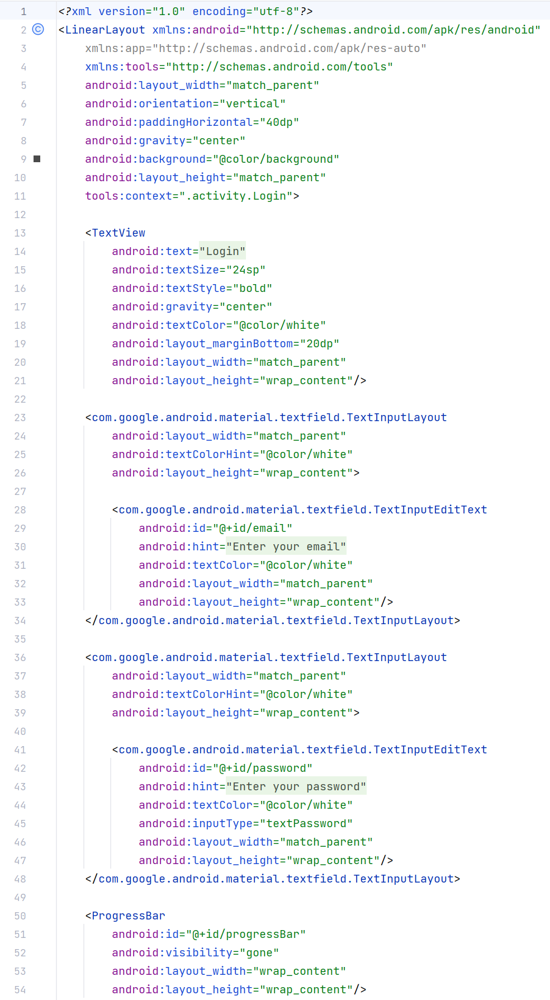 1 <?xml version="1.0" encoding="utf-8"?>
2 <LinearLayout xmlns:android="http://schemas.android.com/apk/res/android"
3     xmlns:app="http://schemas.android.com/apk/res-auto"
4     xmlns:tools="http://schemas.android.com/tools"
5     android:layout_width="match_parent"
6     android:orientation="vertical"
7     android:paddingHorizontal="40dp"
8     android:gravity="center"
9     android:background="@color/background"
10     android:layout_height="match_parent"
11     tools:context=".activity.Login">
12
13     <TextView
14         android:text="Login"
15         android:textSize="24sp"
16         android:textStyle="bold"
17         android:gravity="center"
18         android:textColor="@color/white"
19         android:layout_marginBottom="20dp"
20         android:layout_width="match_parent"
21         android:layout_height="wrap_content"/>
22
23     <com.google.android.material.textfield.TextInputLayout
24         android:layout_width="match_parent"
25         android:textColorHint="@color/white"
26         android:layout_height="wrap_content">
27
28         <com.google.android.material.textfield.TextInputEditText
29             android:id="@+id/email"
30             android:hint="Enter your email"
31             android:textColor="@color/white"
32             android:layout_width="match_parent"
33             android:layout_height="wrap_content"/>
34     </com.google.android.material.textfield.TextInputLayout>
35
36     <com.google.android.material.textfield.TextInputLayout
37         android:layout_width="match_parent"
38         android:textColorHint="@color/white"
39         android:layout_height="wrap_content">
40
41         <com.google.android.material.textfield.TextInputEditText
42             android:id="@+id/password"
43             android:hint="Enter your password"
44             android:textColor="@color/white"
45             android:inputType="textPassword"
46             android:layout_width="match_parent"
47             android:layout_height="wrap_content"/>
48     </com.google.android.material.textfield.TextInputLayout>
49
50     <ProgressBar
51         android:id="@+id/progressBar"
52         android:visibility="gone"
53         android:layout_width="wrap_content"
54         android:layout_height="wrap_content"/>